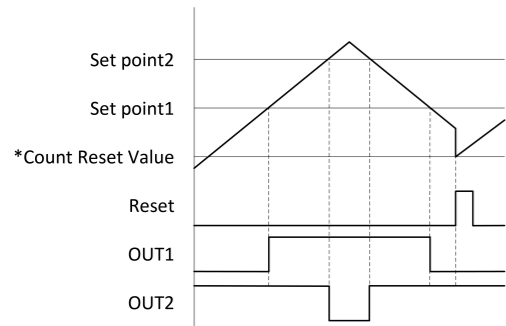 Set point2
Set point1
*Count Reset Value
Reset
OUT1
OUT2